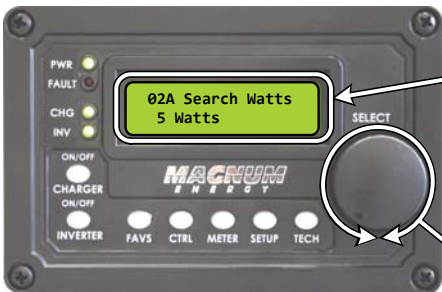 PWR
FAULT
CHG
INV
02A Search Watts
5 Watts
SELECT
ON/OFF
CHARGER
ON/OFF
INVERTER
MAGNUM
ENERGY
FAVS CTRL METER SETUP TECH